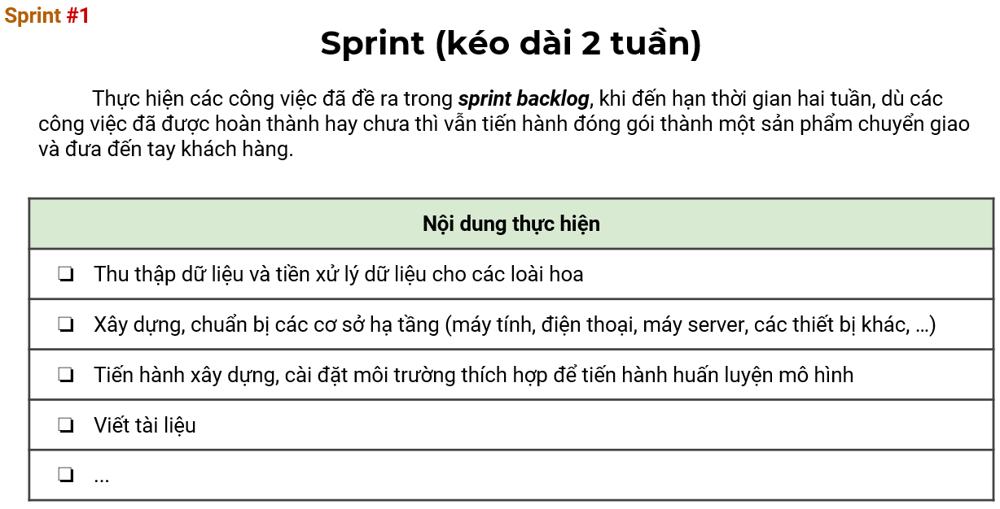 Sprint #1
Sprint (kéo dài 2 tuần)
Thực hiện các công việc đã đề ra trong sprint backlog, khi đến hạn thời gian hai tuần, dù các
công việc đã được hoàn thành hay chưa thì vẫn tiến hành đóng gói thành một sản phẩm chuyển giao
và đưa đến tay khách hàng.
Nội dung thực hiện
❏ Thu thập dữ liệu và tiền xử lý dữ liệu cho các loài hoa
❏ Xây dựng, chuẩn bị các cơ sở hạ tầng (máy tính, điện thoại, máy server, các thiết bị khác, ...)
❏ Tiến hành xây dựng, cài đặt môi trường thích hợp để tiến hành huấn luyện mô hình
❏ Viết tài liệu
❏ ...